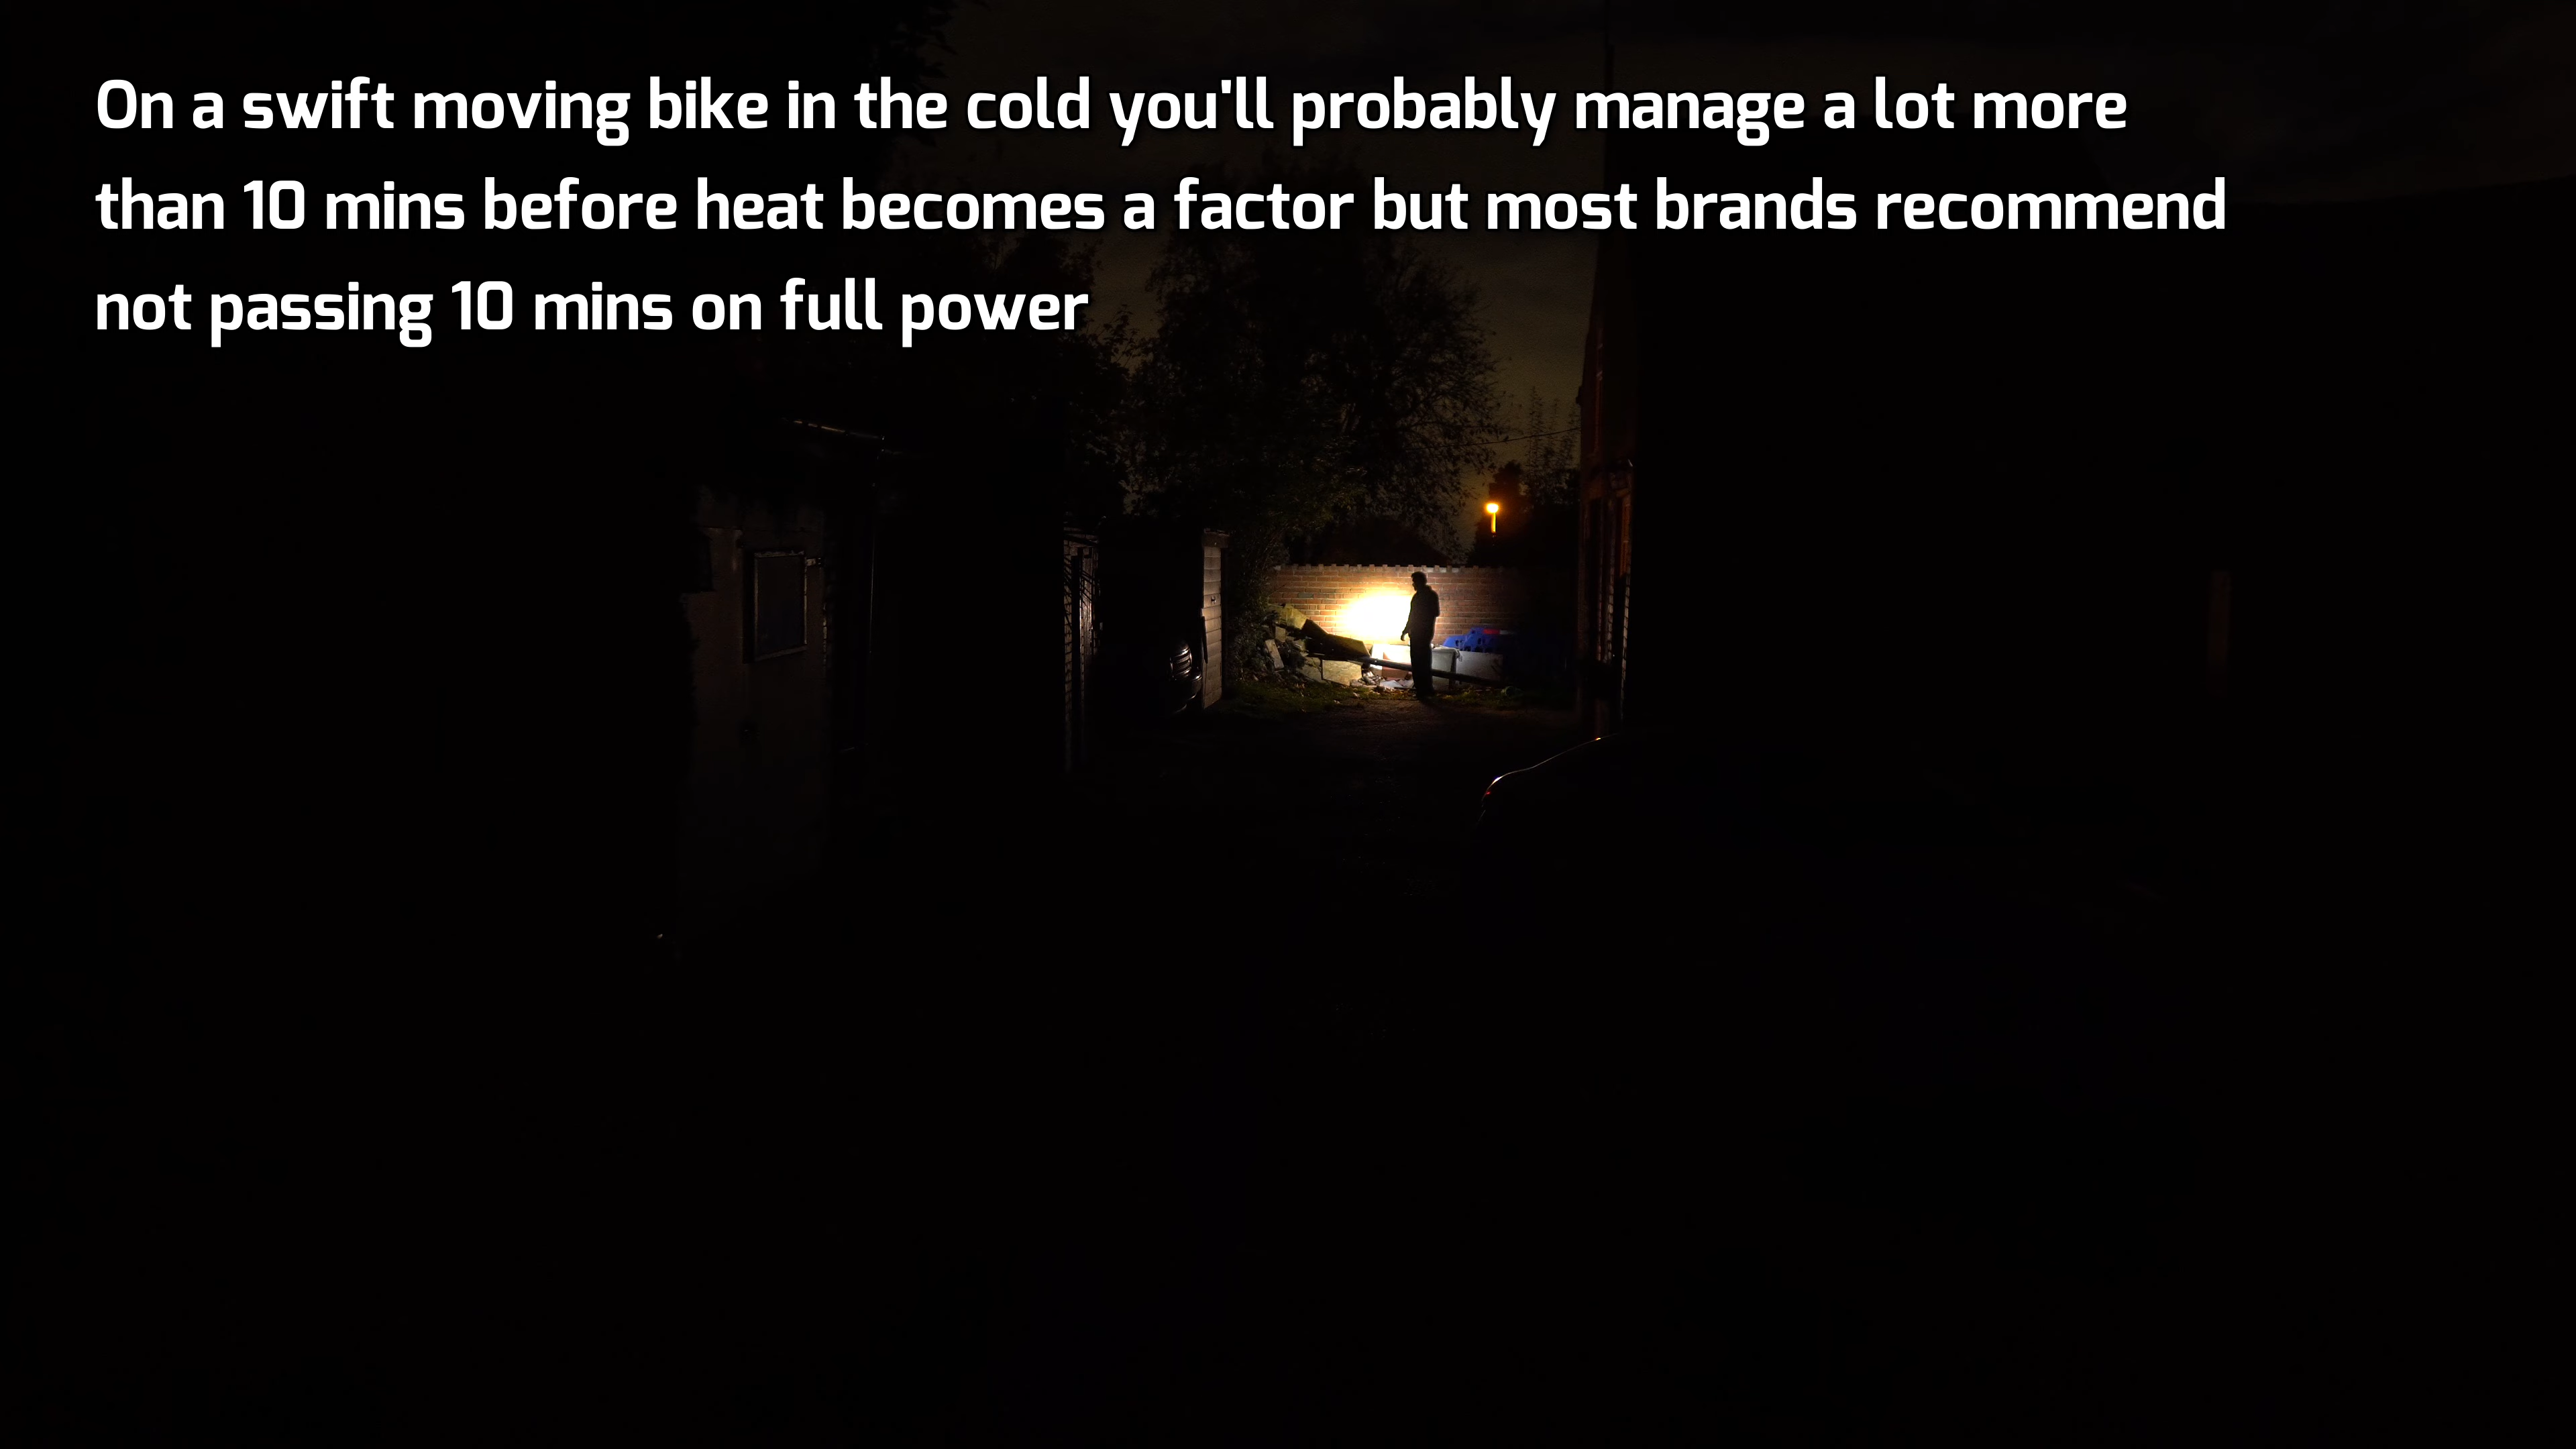 On a swift moving bike in the cold you'll probably manage a lot more
than 10 mins before heat becomes a factor but most brands recommend
not passing 10 mins on full power